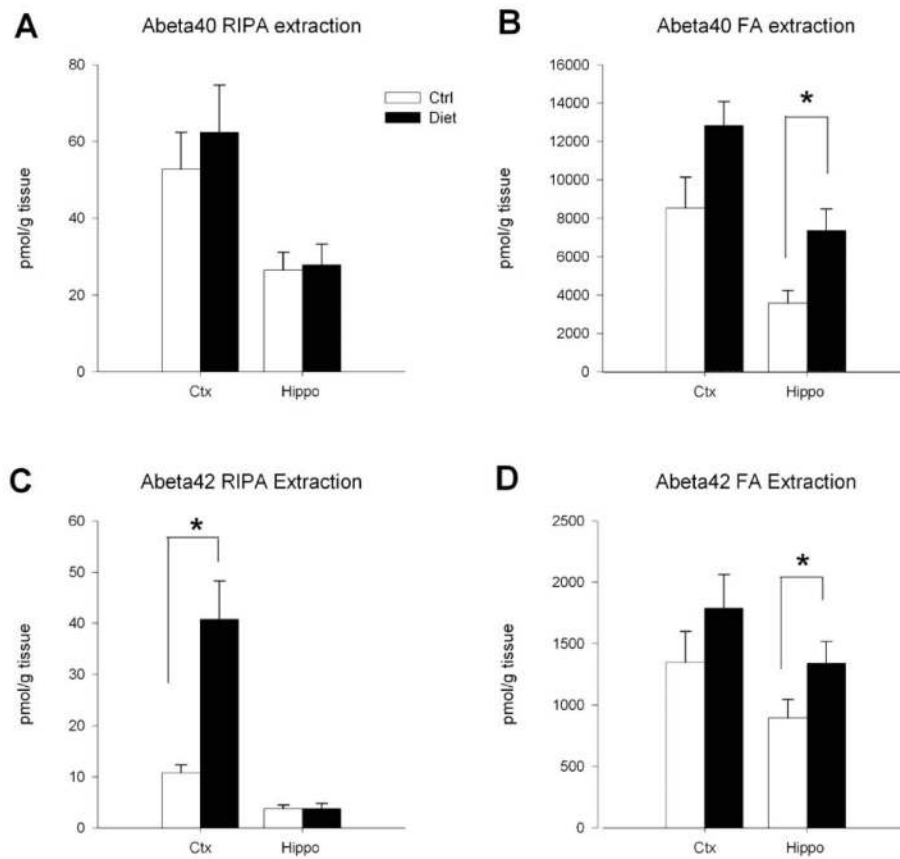 A
Abeta40 RIPA extraction
80
60
40
20
0
pmol/g tissue
Ctrl
Diet
Ctx
Hippo
B
Abeta40 FA extraction
16000
14000
12000
10000
8000
6000
4000
2000
0
pmol/g tissue
*
Ctx
Hippo
C
Abeta42 RIPA Extraction
60
50
40
30
20
10
0
pmol/g tissue
*
Ctx
Hippo
D
Abeta42 FA Extraction
2500
2000
1500
1000
500
0
pmol/g tissue
*
Ctx
Hippo